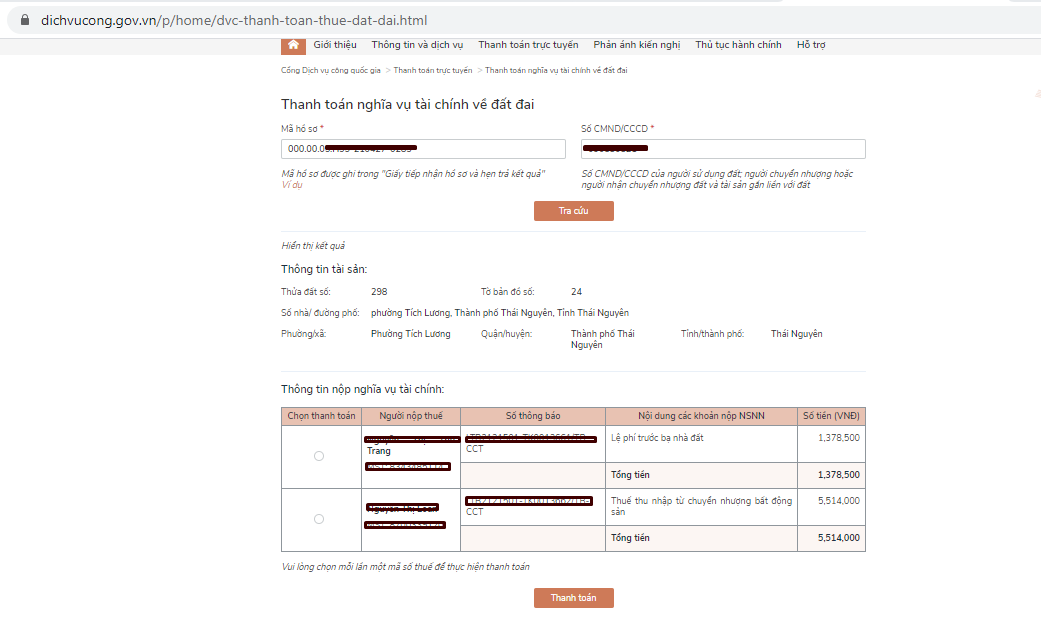 dichvucong.gov.vn/p/home/dvc-thanh-toan-thue-dat-dai.html
Giới thiệu Thông tin và dịch vụ Thanh toán trực tuyến Phản ánh kiến nghị Thủ tục hành chính Hỗ trợ
Cổng Dịch vụ công quốc gia > Thanh toán trực tuyến > Thanh toán nghĩa vụ tài chính về đất đai
Thanh toán nghĩa vụ tài chính về đất đai
Mã hồ sơ * Số CMND/CCCD *
000.00.0
Mã hồ sơ được ghi trong "Giấy tiếp nhận hồ sơ và hẹn trả kết quả" Số CMND/CCCD của người sử dụng đất; người chuyển nhượng hoặc
Ví dụ người nhận chuyển nhượng đất và tài sản gắn liền với đất
Tra cứu
Hiển thị kết quả
Thông tin tài sản:
Thửa đất số: 298 Tờ bản đồ số: 24
Số nhà/ đường phố: phường Tích Lương, Thành phố Thái Nguyên, Tỉnh Thái Nguyên
Phường/xã: Phường Tích Lương Quận/huyện: Thành phố Thái Tỉnh/thành phố: Thái Nguyên
Nguyên
Thông tin nộp nghĩa vụ tài chính:
Chọn thanh toán Người nộp thuế Số thông báo Nội dung các khoản nộp NSNN Số tiền (VNĐ)
Lệ phí trước bạ nhà đất 1,378,500
Trang CCT
Tổng tiền 1,378,500
Thuế thu nhập từ chuyển nhượng bất động 5,514,000
CCT sản
Tổng tiền 5,514,000
Vui lòng chọn mỗi lần một mã số thuế để thực hiện thanh toán
Thanh toán